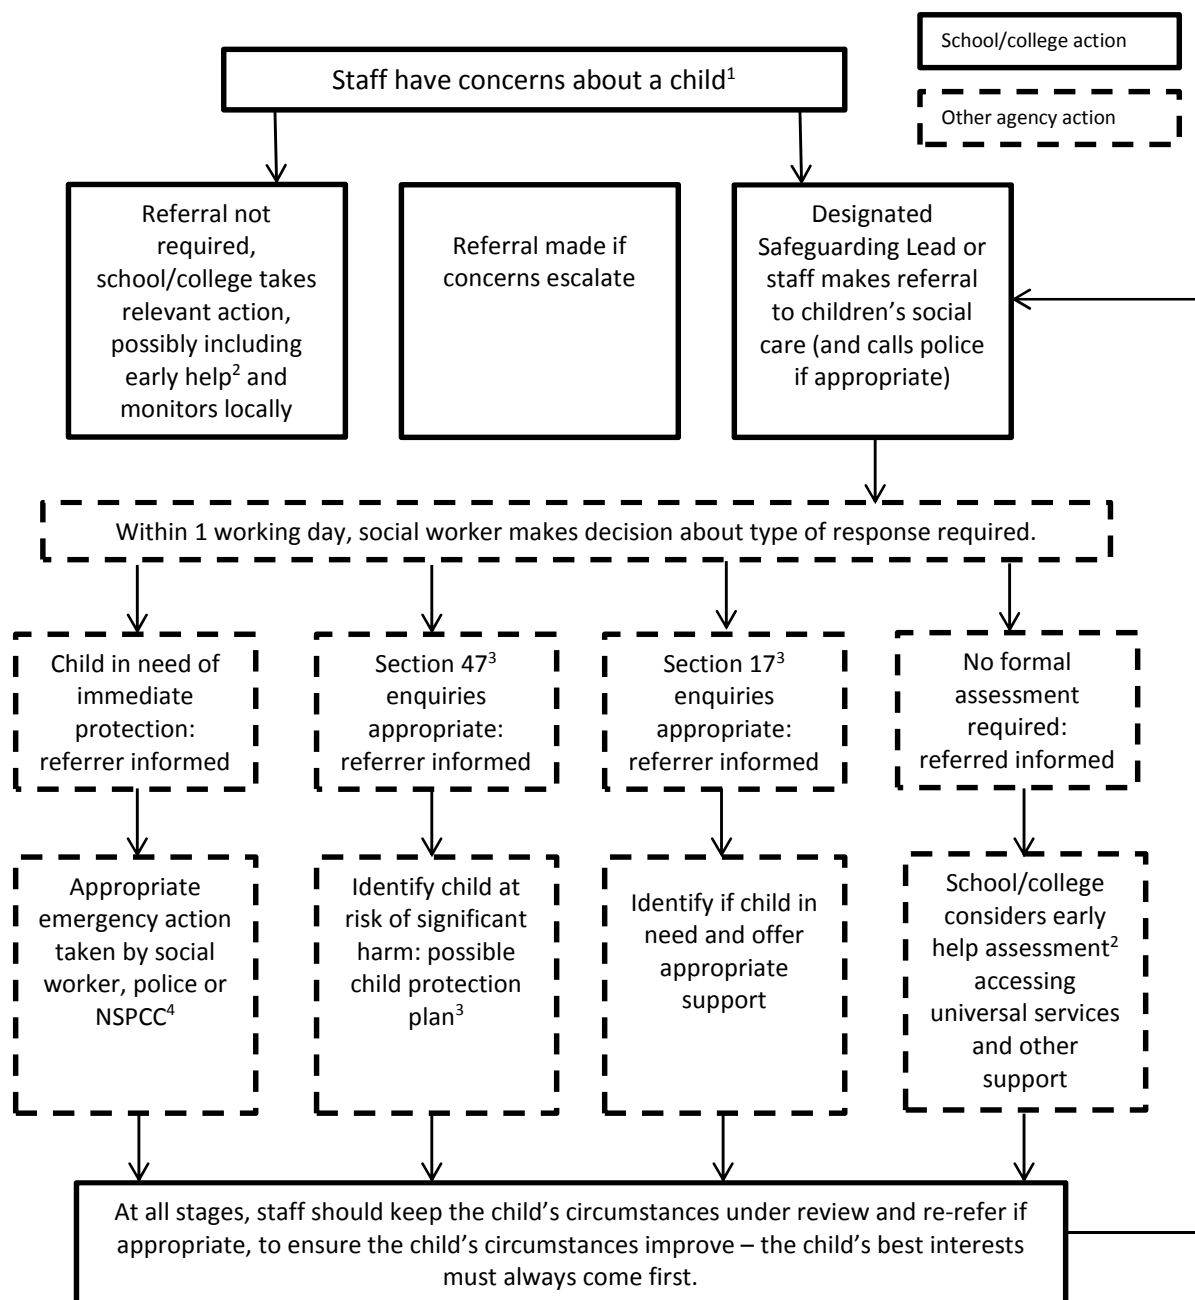 School/college action
Staff have concerns about a child¹
Other agency action
Referral not
required,
school/college takes
relevant action,
possibly including
early help² and
monitors locally
Referral made if
concerns escalate
Designated
Safeguarding Lead or
staff makes referral
to children’s social
care (and calls police
if appropriate)
Within 1 working day, social worker makes decision about type of response required.
Child in need of
immediate
protection:
referrer informed
Section 47³
enquiries
appropriate:
referrer informed
Section 17³
enquiries
appropriate:
referrer informed
No formal
assessment
required:
referred informed
Appropriate
emergency action
taken by social
worker, police or
NSPCC⁴
Identify child at
risk of significant
harm: possible
child protection
plan³
Identify if child in
need and offer
appropriate
support
School/college
considers early
help assessment²
accessing
universal services
and other
support
At all stages, staff should keep the child’s circumstances under review and re-refer if
appropriate, to ensure the child’s circumstances improve – the child’s best interests
must always come first.